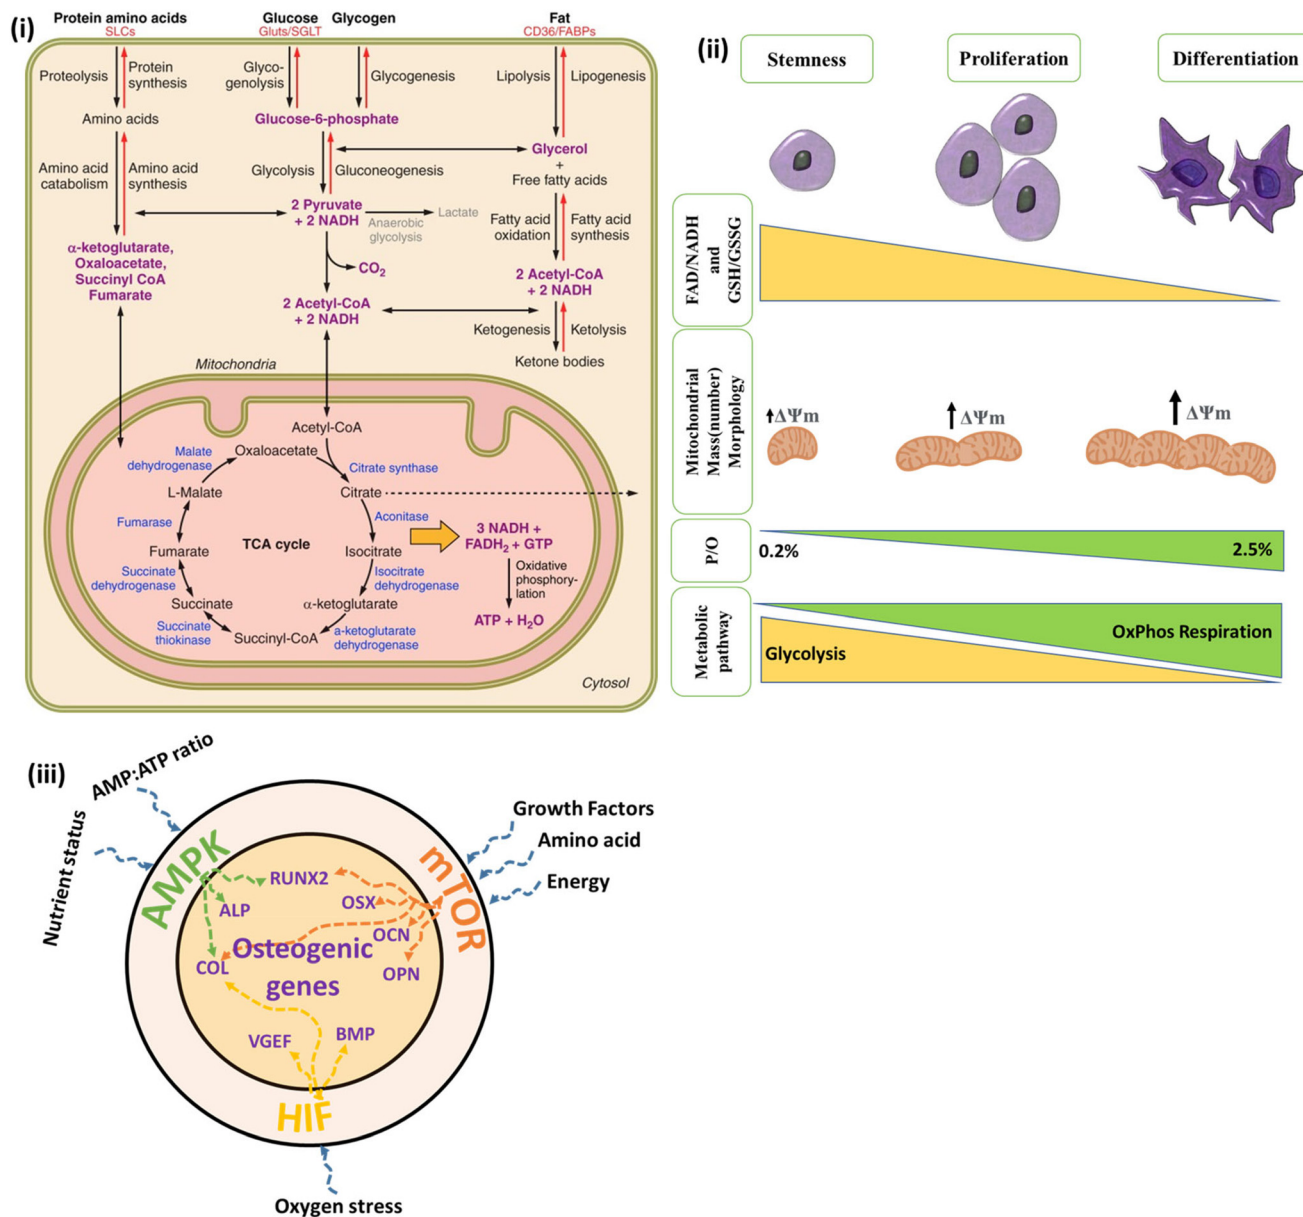 (i)
Protein amino acids
SLCs
Glucose
Gluts/SGLT
Glycogen
Fat
CD36/FABPs
Proteolysis
Protein
synthesis
Glyco-
genolysis
Glycogenesis
Lipolysis
Lipogenesis
Amino acids
Glucose-6-phosphate
Glycerol
+
Free fatty acids
Amino acid
catabolism
Amino acid
synthesis
Glycolysis
Gluconeogenesis
2 Pyruvate
+ 2 NADH
Anaerobic
glycolysis
Lactate
Fatty acid
oxidation
Fatty acid
synthesis
α-ketoglutarate,
Oxaloacetate,
Succinyl CoA
Fumarate
CO2
2 Acetyl-CoA
+ 2 NADH
2 Acetyl-CoA
+ 2 NADH
Ketogenesis
Ketolysis
Ketone bodies
Mitochondria
Acetyl-CoA
Malate
dehydrogenase
Oxaloacetate
Citrate synthase
L-Malate
Citrate
Fumarase
Aconitase
TCA cycle
3 NADH +
FADH2 + GTP
Fumarate
Isocitrate
Succinate
dehydrogenase
Isocitrate
dehydrogenase
Oxidative
phosphory-
lation
Succinate
α-ketoglutarate
ATP + H2O
Succinate
thiokinase
Succinyl-CoA
a-ketoglutarate
dehydrogenase
Cytosol
(ii)
Stemness
Proliferation
Differentiation
FAD/NADH
and
GSH/GSSG
Mitochondrial
Mass(number)
Morphology
ΔΨm
ΔΨm
ΔΨm
P/O
0.2%
2.5%
Metabolic
pathway
OxPhos Respiration
Glycolysis
(iii)
AMP:ATP ratio
Nutrient status
Growth Factors
Amino acid
Energy
AMPK
mTOR
RUNX2
ALP
OSX
OCN
Osteogenic
genes
COL
OPN
VGEF
BMP
HIF
Oxygen stress